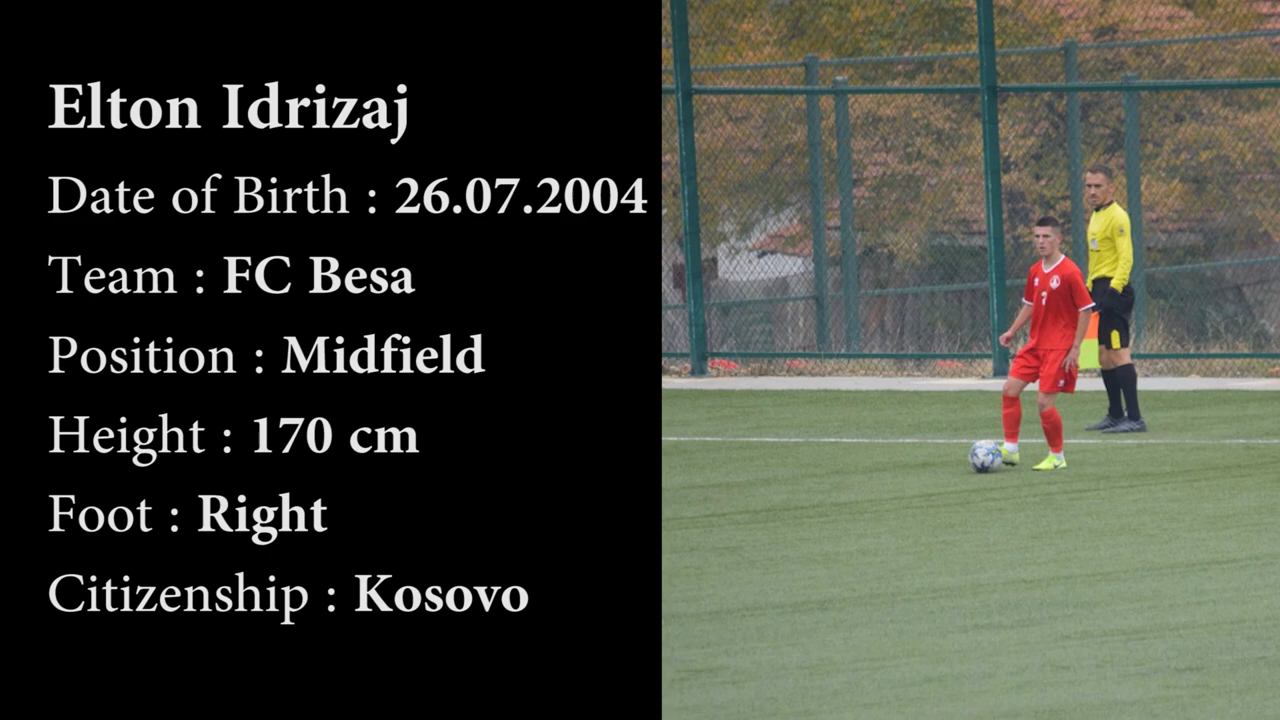 Elton Idrizaj
Date of Birth : 26.07.2004
Team : FC Besa
Position : Midfield
Height : 170 cm
Foot : Right
Citizenship : Kosovo